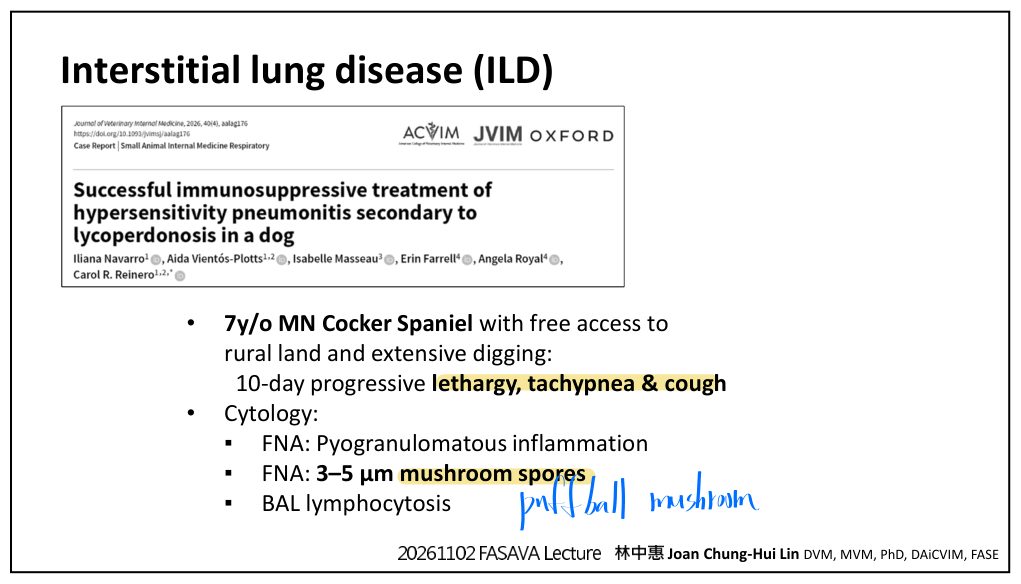 Interstitial lung disease (ILD)
Journal of Veterinary Internal Medicine, 2026, 40(4), aalag176
https://doi.org/10.1093/jvimsj/aalag176
Case Report | Small Animal Internal Medicine Respiratory
ACVIM JVIM OXFORD
Successful immunosuppressive treatment of
hypersensitivity pneumonitis secondary to
lycoperdonosis in a dog
Iliana Navarro1, Aida Vientós-Plotts1,2, Isabelle Masseau3, Erin Farrell4, Angela Royal4,
Carol R. Reinero1,2,*
• 7y/o MN Cocker Spaniel with free access to
rural land and extensive digging:
10-day progressive lethargy, tachypnea & cough
• Cytology:
▪ FNA: Pyogranulomatous inflammation
▪ FNA: 3–5 μm mushroom spores
▪ BAL lymphocytosis
puffball mushroom
20261102 FASAVA Lecture 林中惠 Joan Chung-Hui Lin DVM, MVM, PhD, DAiCVIM, FASE